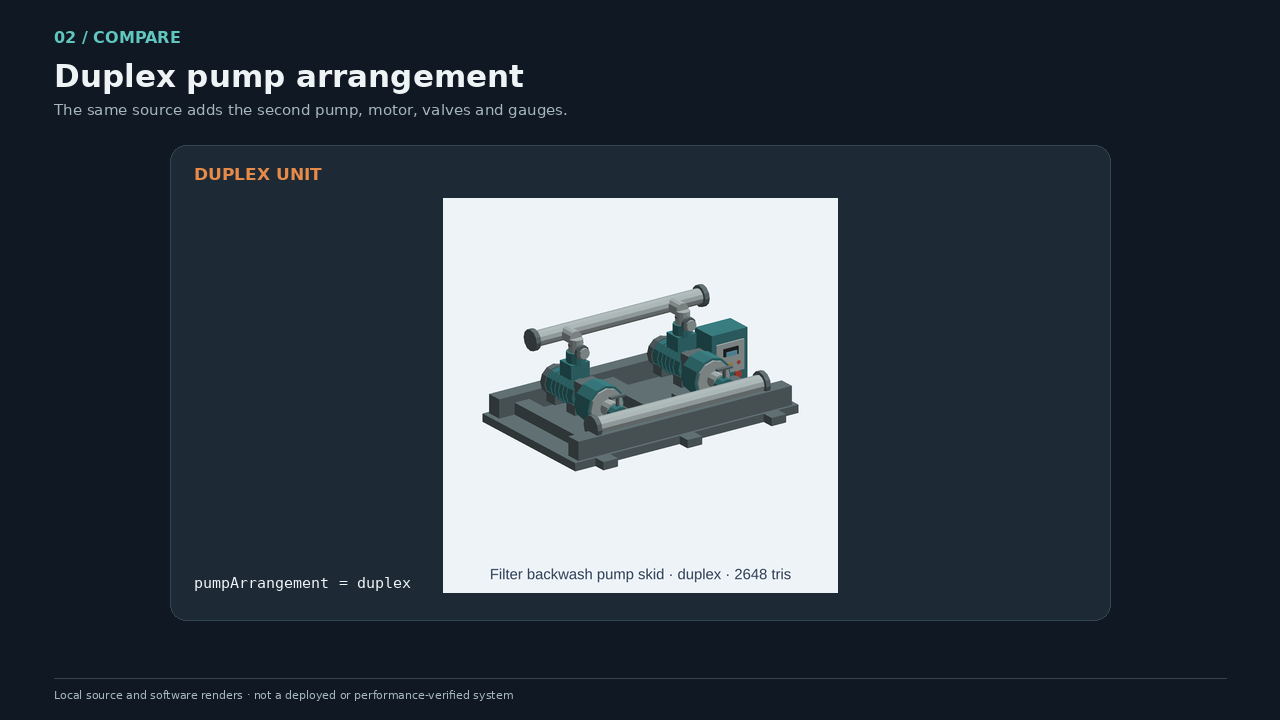 02 / COMPARE
Duplex pump arrangement
The same source adds the second pump, motor, valves and gauges.
DUPLEX UNIT
pumpArrangement = duplex
Filter backwash pump skid · duplex · 2648 tris
Local source and software renders · not a deployed or performance-verified system